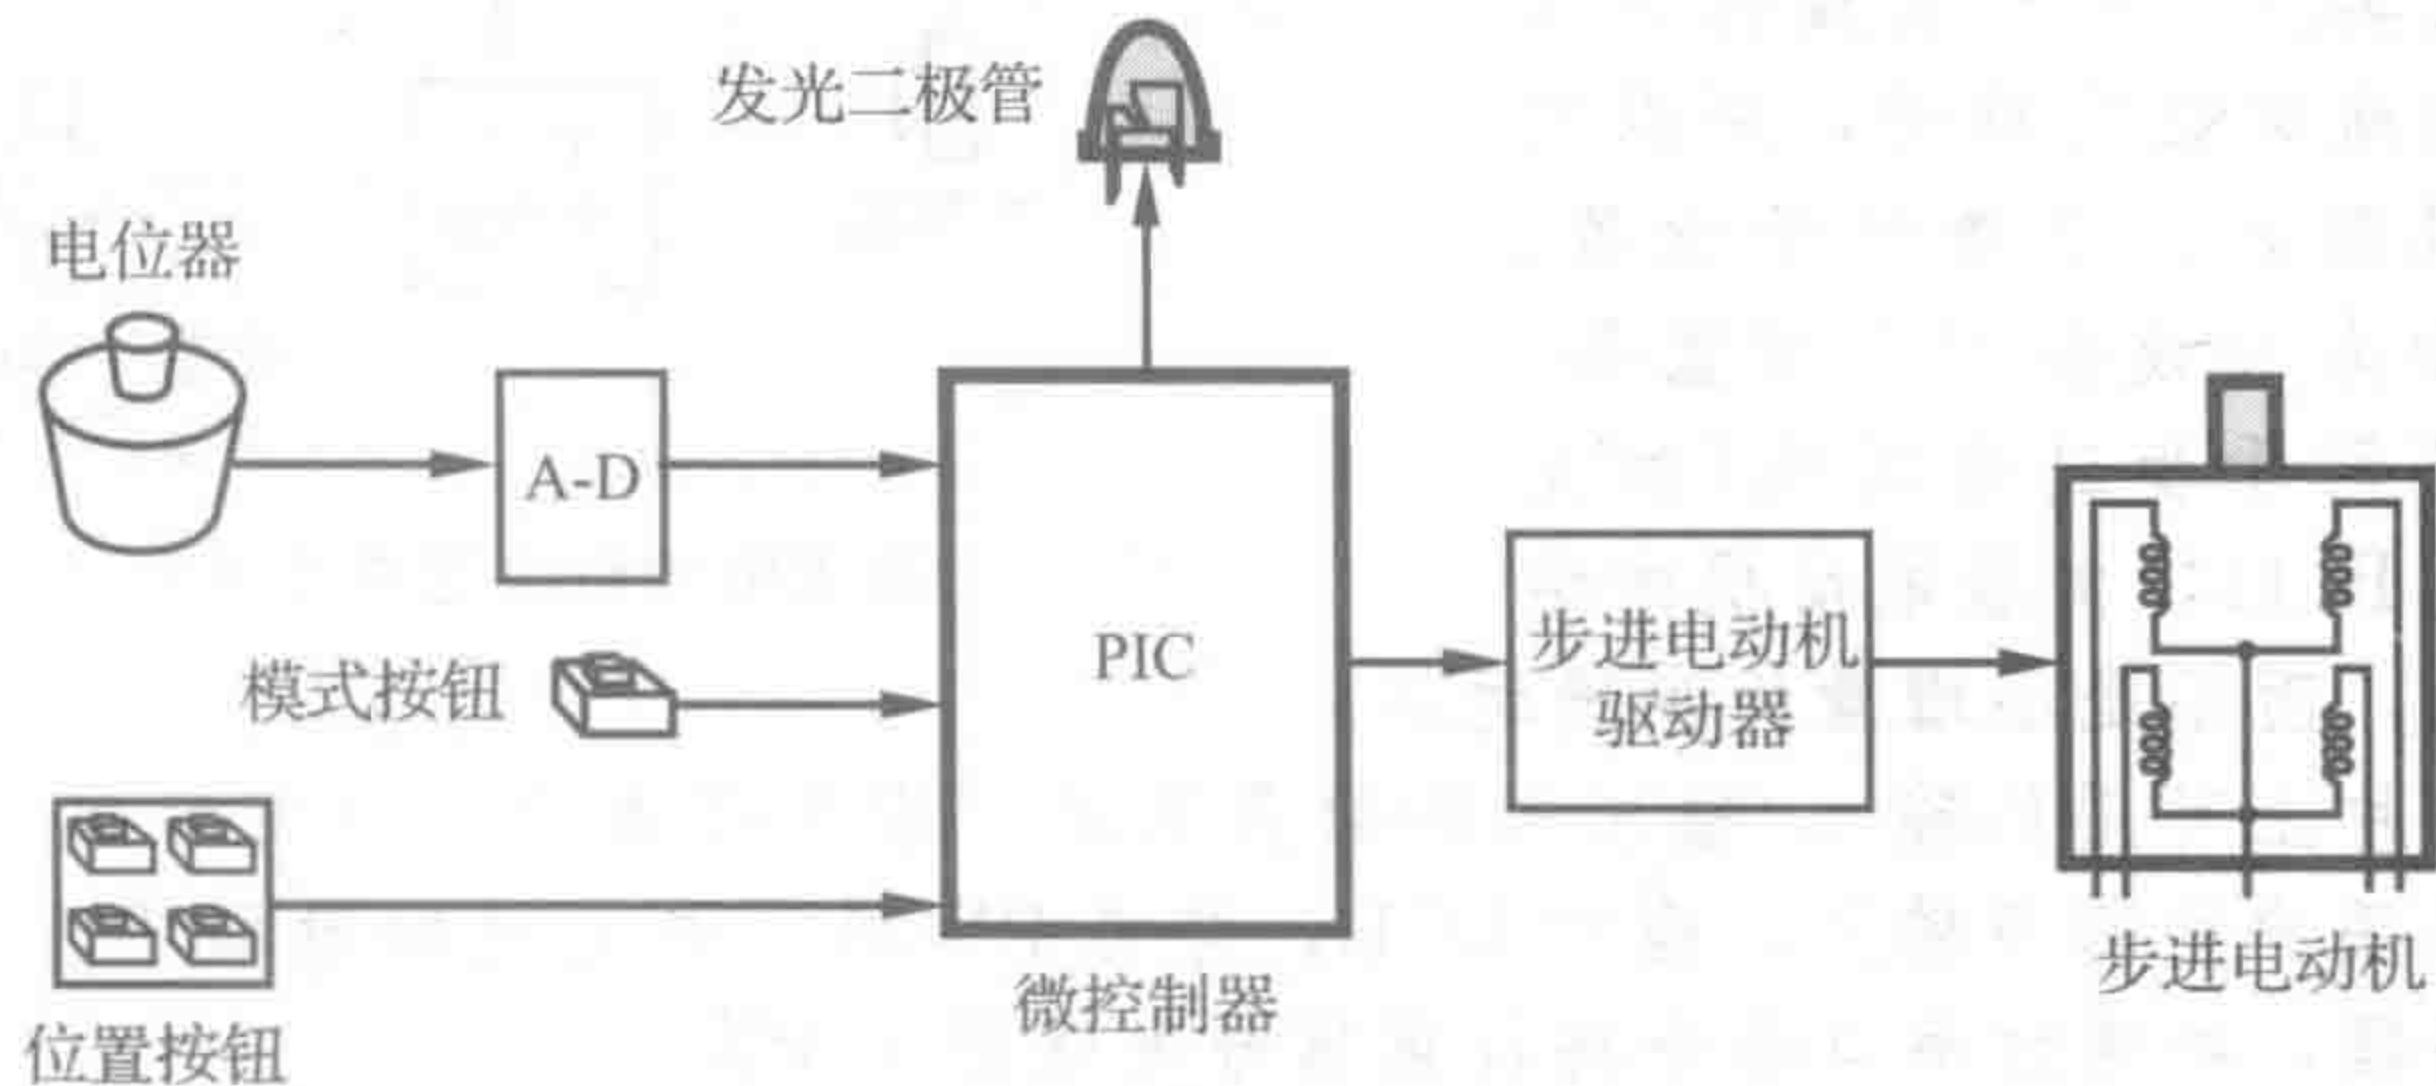 发光二极管
电位器
A-D
PIC
模式按钮
步进电动机
驱动器
位置按钮
微控制器
步进电动机